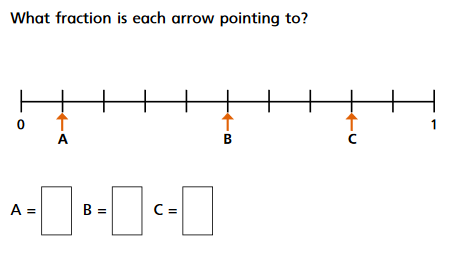 What fraction is each arrow pointing to?
0 1
A B C
A = B = C =